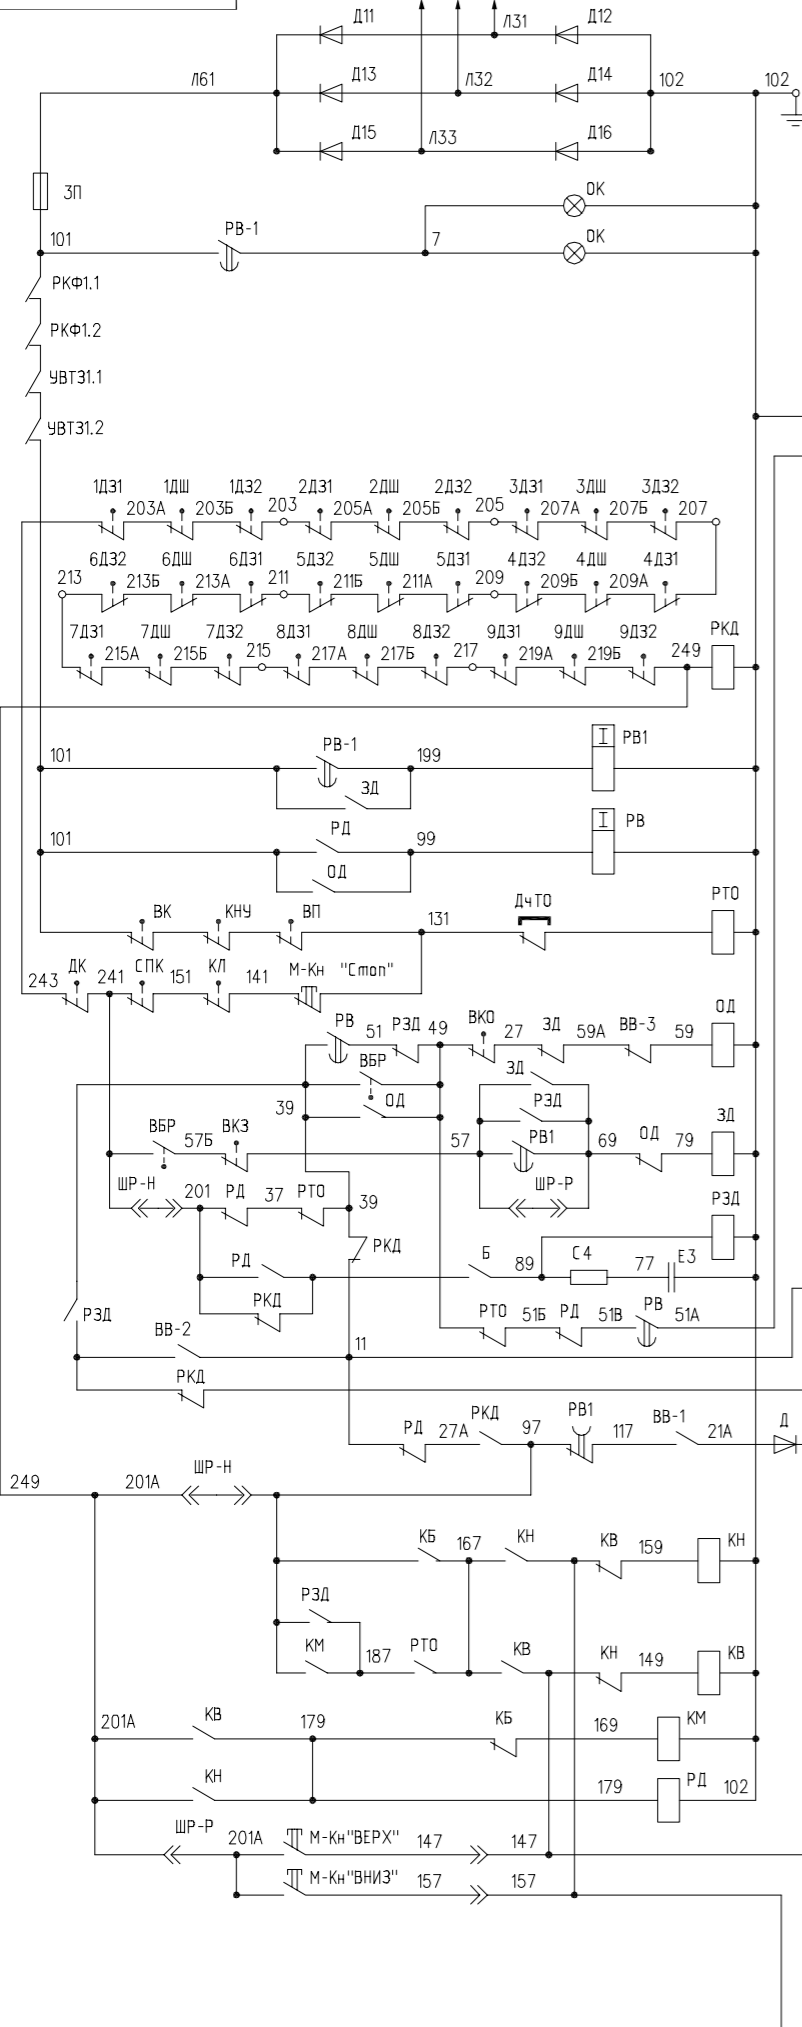 Д11 Л31 Д12
Л61 Д13 Л32 Д14 102 102
Д15 Л33 Д16
ЗП
ОК
101 РВ-1 7 ОК
РКФ1.1
РКФ1.2
УВТЗ1.1
УВТЗ1.2
1ДЗ1 203А 1ДШ 203Б 1ДЗ2 203 2ДЗ1 205А 2ДШ 205Б 2ДЗ2 205 3ДЗ1 207А 3ДШ 207Б 3ДЗ2 207
213 6ДЗ2 213Б 6ДШ 213А 6ДЗ1 211 5ДЗ2 211Б 5ДШ 211А 5ДЗ1 209 4ДЗ2 209Б 4ДШ 209А 4ДЗ1
7ДЗ1 215А 7ДШ 215Б 7ДЗ2 215 8ДЗ1 217А 8ДШ 217Б 8ДЗ2 217 9ДЗ1 219А 9ДШ 219Б 9ДЗ2 249 РКД
101 РВ-1 199 I РВ1
ЗД
101 РД 99 I РВ
ОД
ВК КНУ ВП 131 ДчТО РТО
243 ДК 241 СПК 151 КЛ 141 М-Кн "Стоп"
РВ 51 РЗД 49 ВКО 27 ЗД 59А ВВ-3 59 ОД
ВБР ЗД
39 ОД РЗД
ВБР 57Б ВКЗ 57 РВ1 69 ОД 79 ЗД
ШР-Н 201 РД 37 РТО 39 ШР-Р РЗД
РКД
РД Б 89 С4 77 Е3
РКД
РЗД РТО 51Б РД 51В РВ 51А
ВВ-2 11
РКД
РД 27А РКД 97 РВ1 117 ВВ-1 21А Д
249 201А ШР-Н
КБ 167 КН КВ 159 КН
РЗД
КМ 187 РТО КВ КН 149 КВ
201А КВ 179 КБ 169 КМ
КН 179 РД 102
ШР-Р 201А М-Кн"ВЕРХ" 147 147
М-Кн"ВНИЗ" 157 157